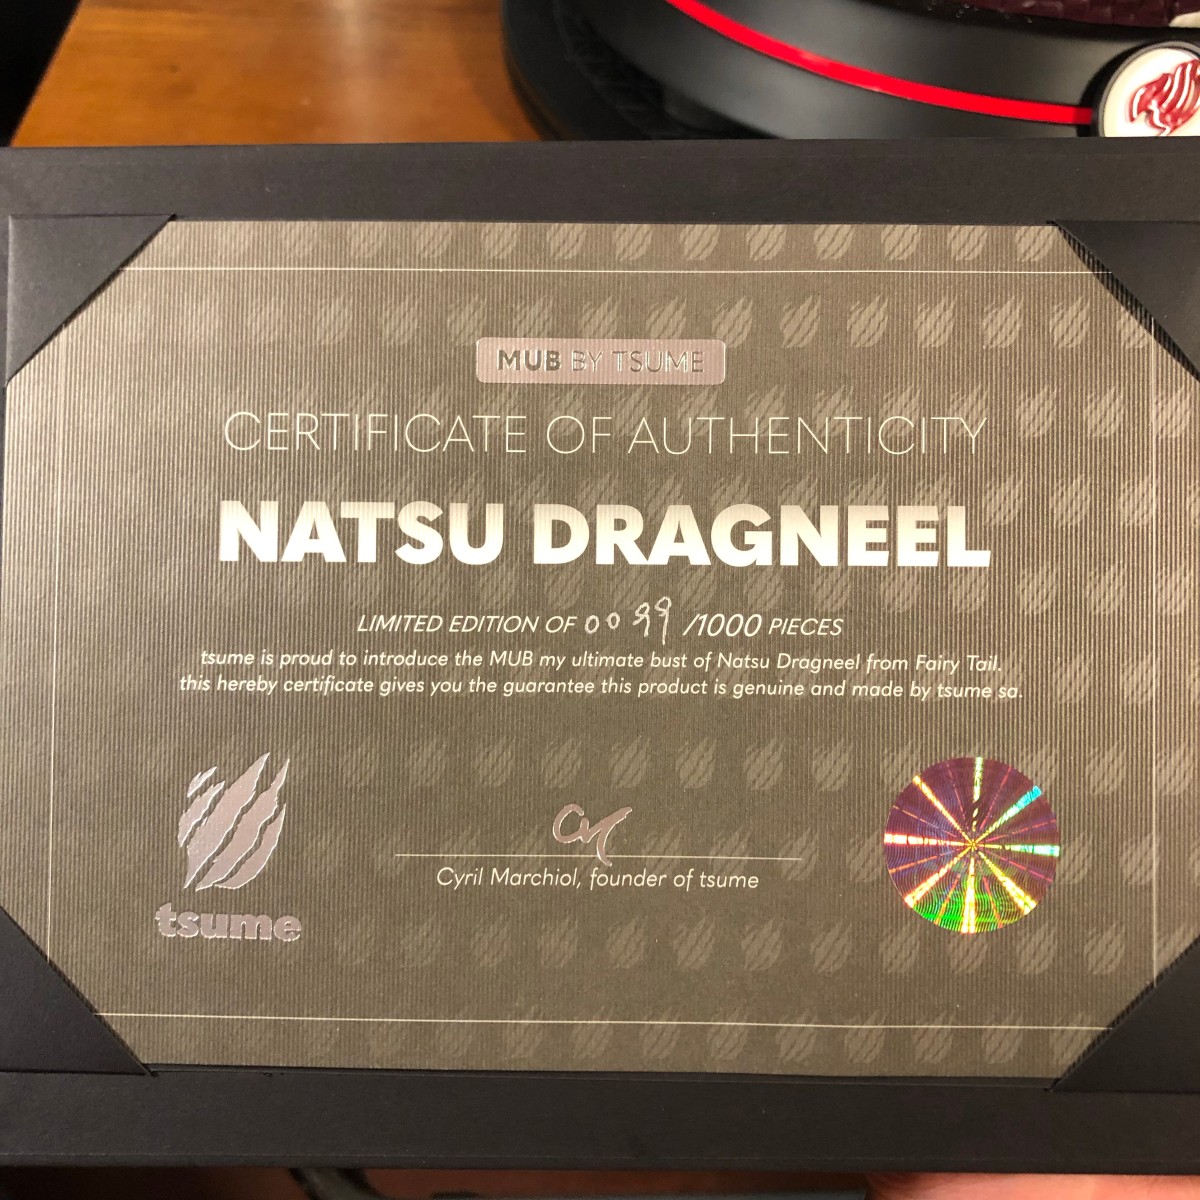 MUB BY TSUME
CERTIFICATE OF AUTHENTICITY
NATSU DRAGNEEL
LIMITED EDITION OF 0099 /1000 PIECES
tsume is proud to introduce the MUB my ultimate bust of Natsu Dragneel from Fairy Tail.
this hereby certificate gives you the guarantee this product is genuine and made by tsume sa.
Cyril Marchiol, founder of tsume
tsume